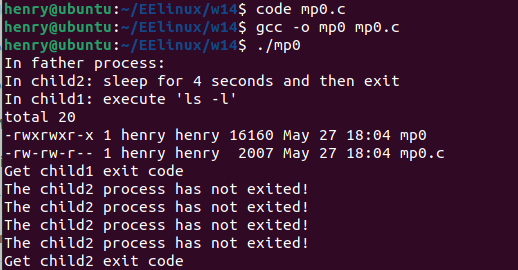 henry@ubuntu:~/EElinux/w14$ code mp0.c
henry@ubuntu:~/EElinux/w14$ gcc -o mp0 mp0.c
henry@ubuntu:~/EElinux/w14$ ./mp0
In father process:
In child2: sleep for 4 seconds and then exit
In child1: execute 'ls -l'
total 20
-rwxrwxr-x 1 henry henry 16160 May 27 18:04 mp0
-rw-rw-r-- 1 henry henry  2007 May 27 18:04 mp0.c
Get child1 exit code
The child2 process has not exited!
The child2 process has not exited!
The child2 process has not exited!
The child2 process has not exited!
Get child2 exit code